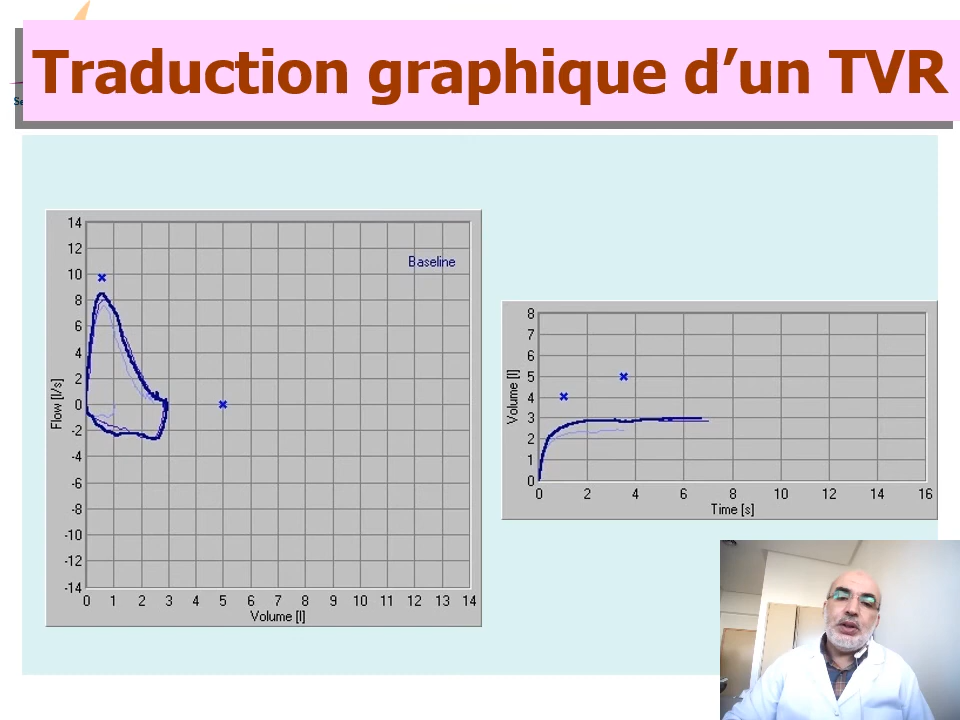 Traduction graphique d’un TVR
Se
14
12
10
8
6
4
2
0
-2
-4
-6
-8
-10
-12
-14
Flow [l/s]
Baseline
0 1 2 3 4 5 6 7 8 9 10 11 12 13 14
Volume [l]
8
7
6
5
4
3
2
1
0
Volume [l]
0 2 4 6 8 10 12 14 16
Time [s]